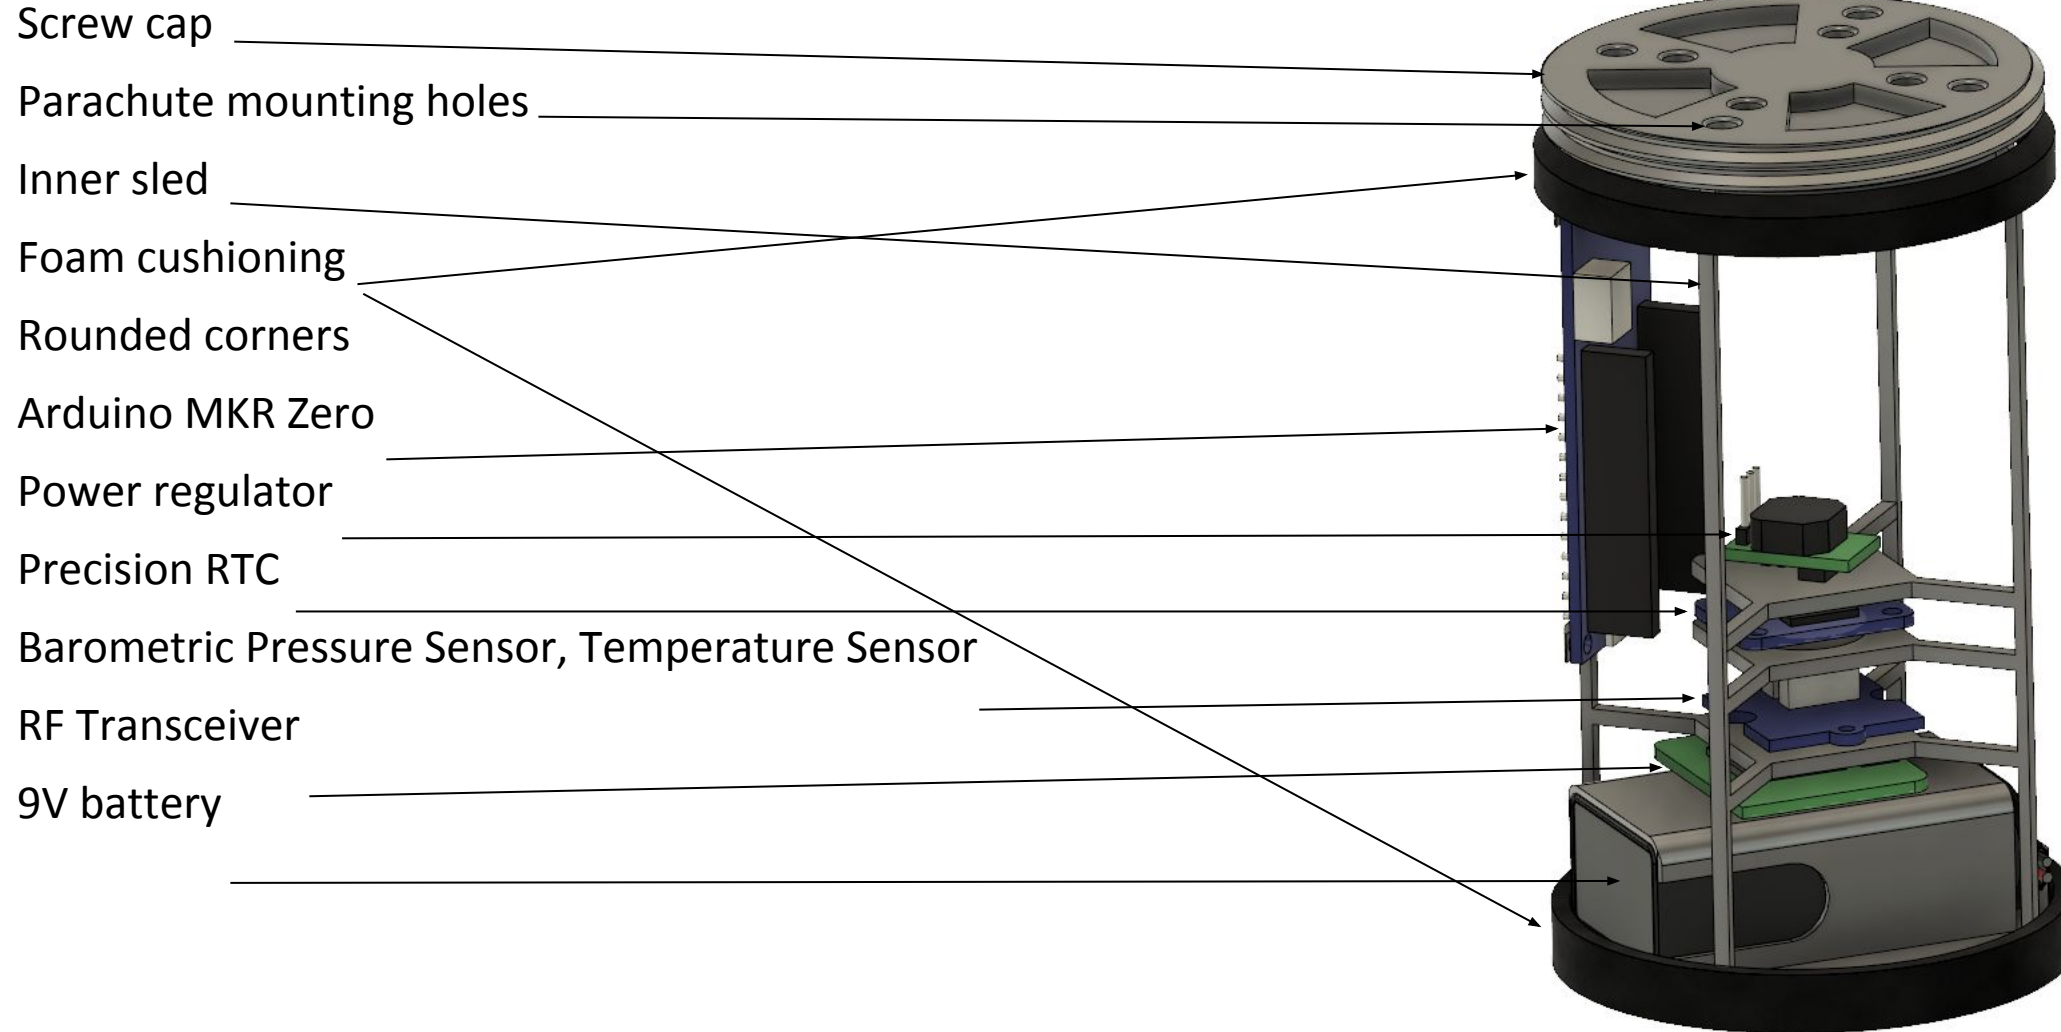 Screw cap
Parachute mounting holes
Inner sled
Foam cushioning
Rounded corners
Arduino MKR Zero
Power regulator
Precision RTC
Barometric Pressure Sensor, Temperature Sensor
RF Transceiver
9V battery